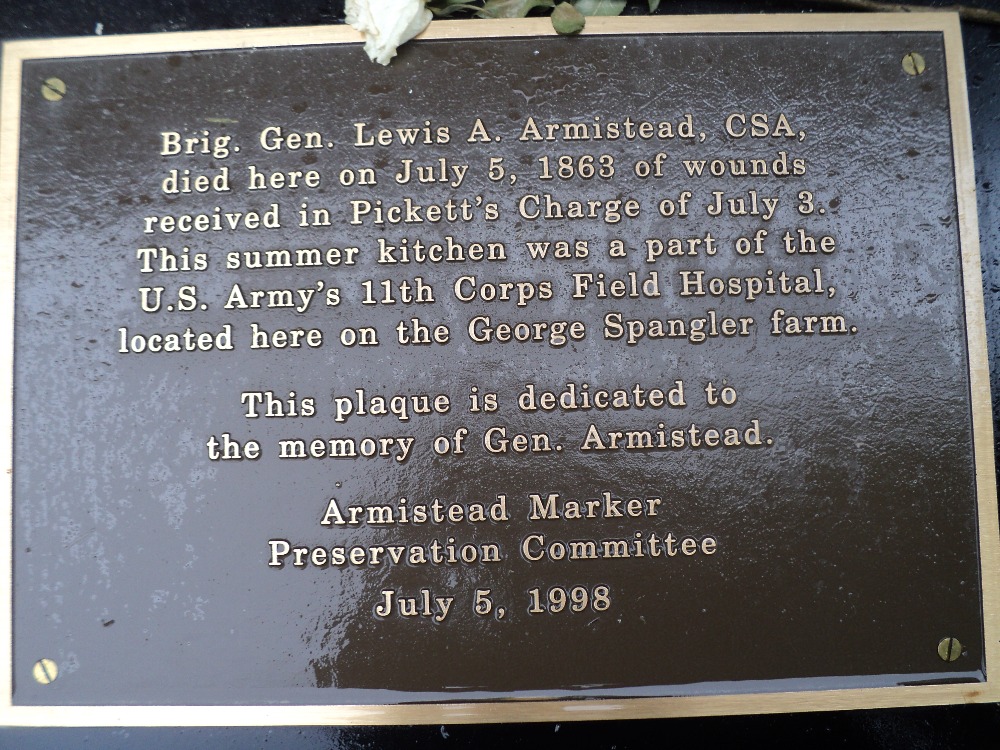 Brig. Gen. Lewis A. Armistead, CSA,
died here on July 5, 1863 of wounds
received in Pickett's Charge of July 3.
This summer kitchen was a part of the
U.S. Army's 11th Corps Field Hospital,
located here on the George Spangler farm.
This plaque is dedicated to
the memory of Gen. Armistead.
Armistead Marker
Preservation Committee
July 5, 1998